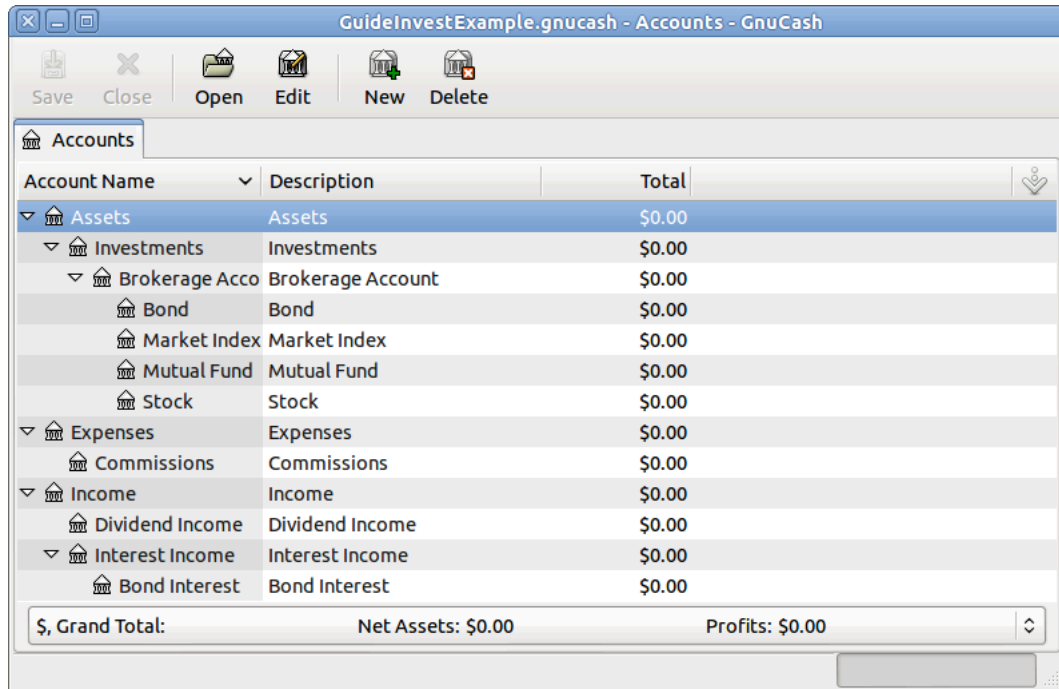 GuideInvestExample.gnucash - Accounts - GnuCash
Save Close Open Edit New Delete
Accounts
Account Name Description Total
Assets Assets $0.00
Investments Investments $0.00
Brokerage Acco Brokerage Account $0.00
Bond Bond $0.00
Market Index Market Index $0.00
Mutual Fund Mutual Fund $0.00
Stock Stock $0.00
Expenses Expenses $0.00
Commissions Commissions $0.00
Income Income $0.00
Dividend Income Dividend Income $0.00
Interest Income Interest Income $0.00
Bond Interest Bond Interest $0.00
$, Grand Total: Net Assets: $0.00 Profits: $0.00